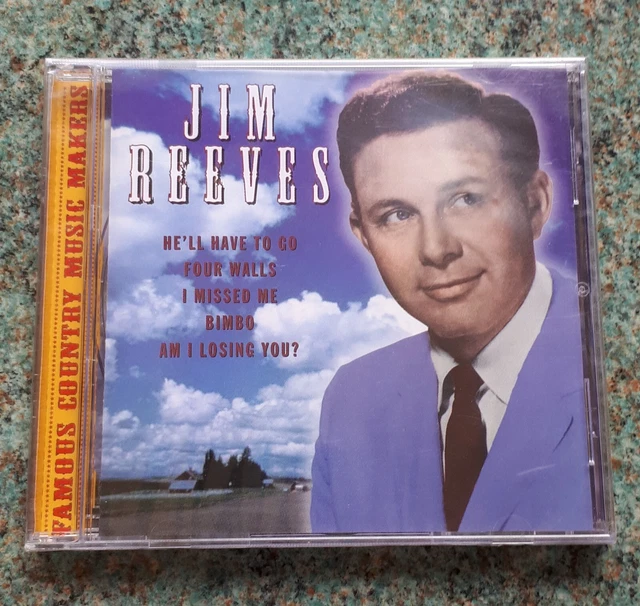 FAMOUS COUNTRY MUSIC MAKERS
JIM
REEVES
HE'LL HAVE TO GO
FOUR WALLS
I MISSED ME
BIMBO
AM I LOSING YOU?